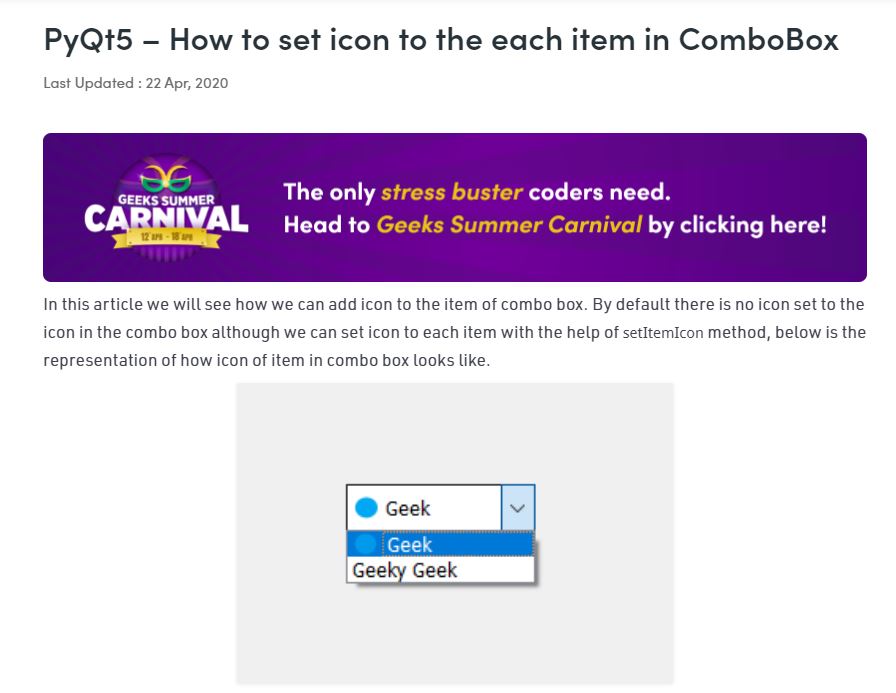 PyQt5 – How to set icon to the each item in ComboBox
Last Updated : 22 Apr, 2020
GEEKS SUMMER
CARNIVAL
12 APR - 18 APR
The only stress buster coders need.
Head to Geeks Summer Carnival by clicking here!
In this article we will see how we can add icon to the item of combo box. By default there is no icon set to the
icon in the combo box although we can set icon to each item with the help of setItemIcon method, below is the
representation of how icon of item in combo box looks like.
Geek
Geek
Geeky Geek